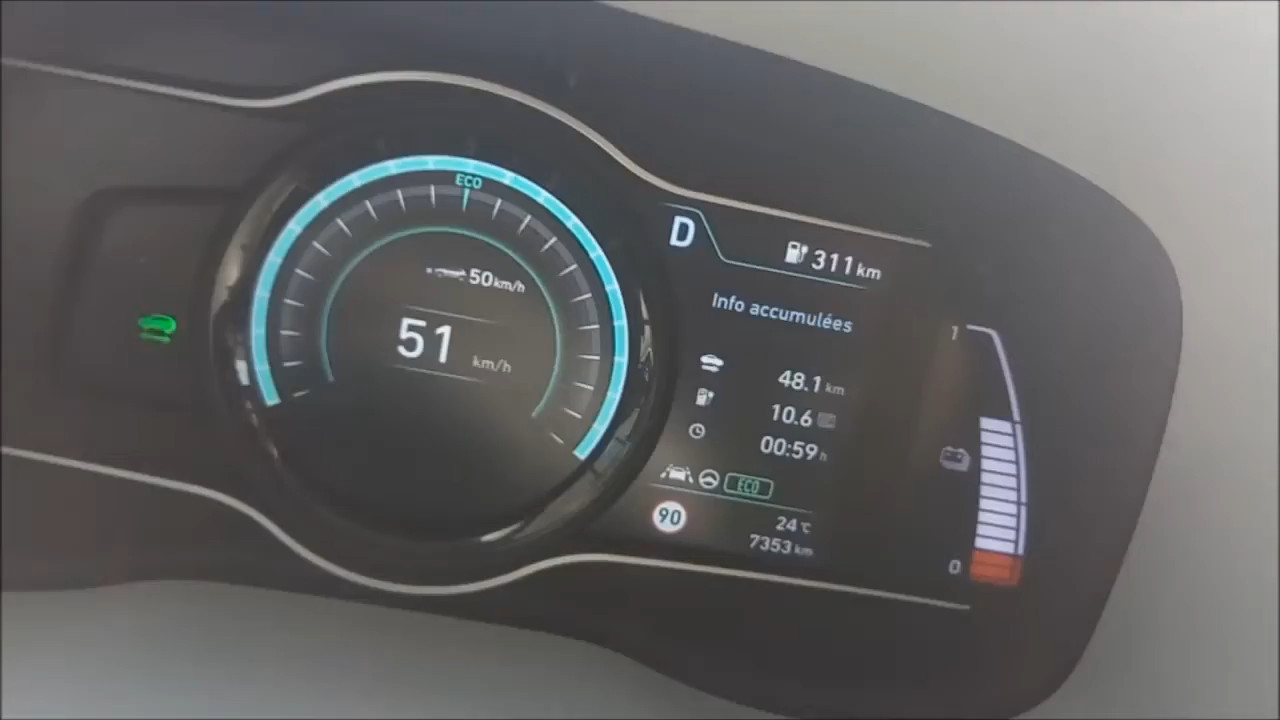 ECO
50km/h
51 km/h
D
311km
Info accumulées
48.1 km
10.6
00:59h
ECO
90
24℃
7353 km
1
0